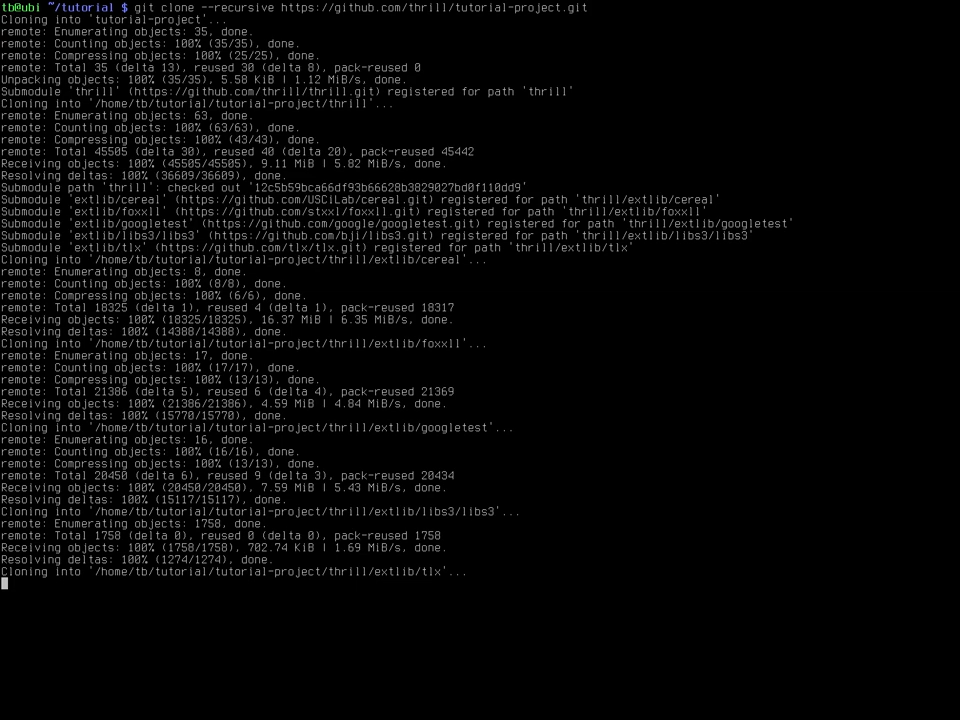 tb@ubi ~/tutorial $ git clone --recursive https://github.com/thrill/tutorial-project.git
Cloning into 'tutorial-project'...
remote: Enumerating objects: 35, done.
remote: Counting objects: 100% (35/35), done.
remote: Compressing objects: 100% (25/25), done.
remote: Total 35 (delta 13), reused 30 (delta 8), pack-reused 0
Unpacking objects: 100% (35/35), 5.58 KiB | 1.12 MiB/s, done.
Submodule 'thrill' (https://github.com/thrill/thrill.git) registered for path 'thrill'
Cloning into '/home/tb/tutorial/tutorial-project/thrill'...
remote: Enumerating objects: 63, done.
remote: Counting objects: 100% (63/63), done.
remote: Compressing objects: 100% (43/43), done.
remote: Total 45505 (delta 30), reused 40 (delta 20), pack-reused 45442
Receiving objects: 100% (45505/45505), 9.11 MiB | 5.82 MiB/s, done.
Resolving deltas: 100% (36609/36609), done.
Submodule path 'thrill': checked out '12c5b59bca66df93b66628b3829027bd0f110dd9'
Submodule 'extlib/cereal' (https://github.com/USCiLab/cereal.git) registered for path 'thrill/extlib/cereal'
Submodule 'extlib/foxxll' (https://github.com/stxxl/foxxll.git) registered for path 'thrill/extlib/foxxll'
Submodule 'extlib/googletest' (https://github.com/google/googletest.git) registered for path 'thrill/extlib/googletest'
Submodule 'extlib/libs3/libs3' (https://github.com/bji/libs3.git) registered for path 'thrill/extlib/libs3/libs3'
Submodule 'extlib/tlx' (https://github.com/tlx/tlx.git) registered for path 'thrill/extlib/tlx'
Cloning into '/home/tb/tutorial/tutorial-project/thrill/extlib/cereal'...
remote: Enumerating objects: 8, done.
remote: Counting objects: 100% (8/8), done.
remote: Compressing objects: 100% (6/6), done.
remote: Total 18325 (delta 1), reused 4 (delta 1), pack-reused 18317
Receiving objects: 100% (18325/18325), 16.37 MiB | 6.35 MiB/s, done.
Resolving deltas: 100% (14388/14388), done.
Cloning into '/home/tb/tutorial/tutorial-project/thrill/extlib/foxxll'...
remote: Enumerating objects: 17, done.
remote: Counting objects: 100% (17/17), done.
remote: Compressing objects: 100% (13/13), done.
remote: Total 21386 (delta 5), reused 6 (delta 4), pack-reused 21369
Receiving objects: 100% (21386/21386), 4.59 MiB | 4.84 MiB/s, done.
Resolving deltas: 100% (15770/15770), done.
Cloning into '/home/tb/tutorial/tutorial-project/thrill/extlib/googletest'...
remote: Enumerating objects: 16, done.
remote: Counting objects: 100% (16/16), done.
remote: Compressing objects: 100% (13/13), done.
remote: Total 20450 (delta 6), reused 9 (delta 3), pack-reused 20434
Receiving objects: 100% (20450/20450), 7.59 MiB | 5.43 MiB/s, done.
Resolving deltas: 100% (15117/15117), done.
Cloning into '/home/tb/tutorial/tutorial-project/thrill/extlib/libs3/libs3'...
remote: Enumerating objects: 1758, done.
remote: Total 1758 (delta 0), reused 0 (delta 0), pack-reused 1758
Receiving objects: 100% (1758/1758), 702.74 KiB | 1.69 MiB/s, done.
Resolving deltas: 100% (1274/1274), done.
Cloning into '/home/tb/tutorial/tutorial-project/thrill/extlib/tlx'...